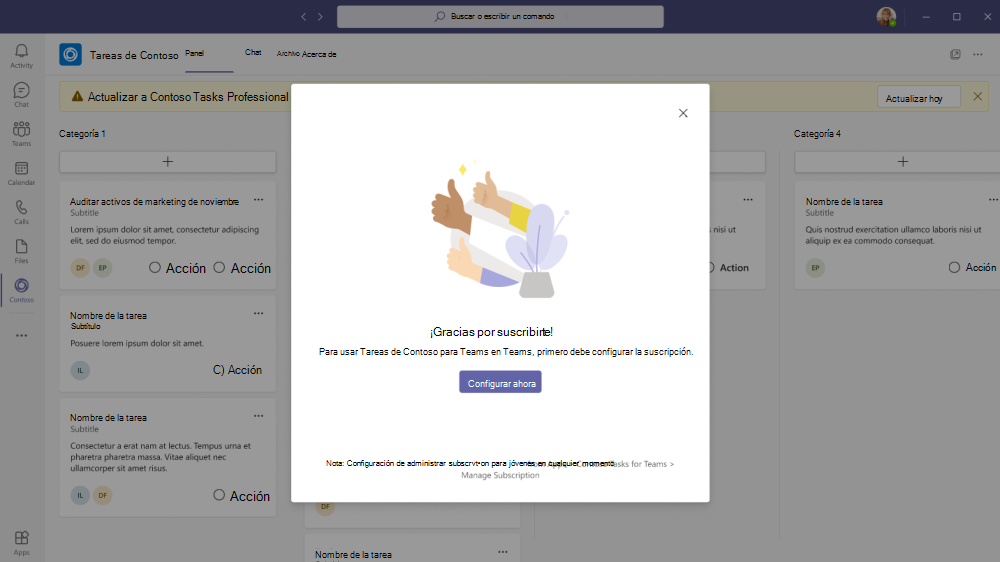 Buscar o escribir un comando
Activity
Chat
Teams
Calendar
Calls
Files
Contoso
Apps
Tareas de Contoso Panel Chat Archivo Acerca de
Actualizar a Contoso Tasks Professional
Actualizar hoy
Categoría 1
Auditar activos de marketing de noviembre
Subtitle
Lorem ipsum dolor sit amet, consectetur adipiscing
elit, sed do eiusmod tempor.
DF EP Acción Acción
Nombre de la tarea
Subtítulo
Posuere lorem ipsum dolor sit amet.
IL C) Acción
Nombre de la tarea
Subtitle
Consectetur a erat nam at lectus. Tempus urna et
pharetra pharetra massa. Vitae aliquet nec
ullamcorper sit amet risus.
IL DF Acción
¡Gracias por suscribirte!
Para usar Tareas de Contoso para Teams en Teams, primero debe configurar la suscripción.
Configurar ahora
Nota: Configuración de administrar para jóvenes en cualquier momento Tasks for Teams >
Manage Subscription
DF
Nombre de la tarea
nisi ut
Action
Categoría 4
Nombre de la tarea
Subtitle
Quis nostrud exercitation ullamco laboris nisi ut
aliquip ex ea commodo consequat.
EP Acción